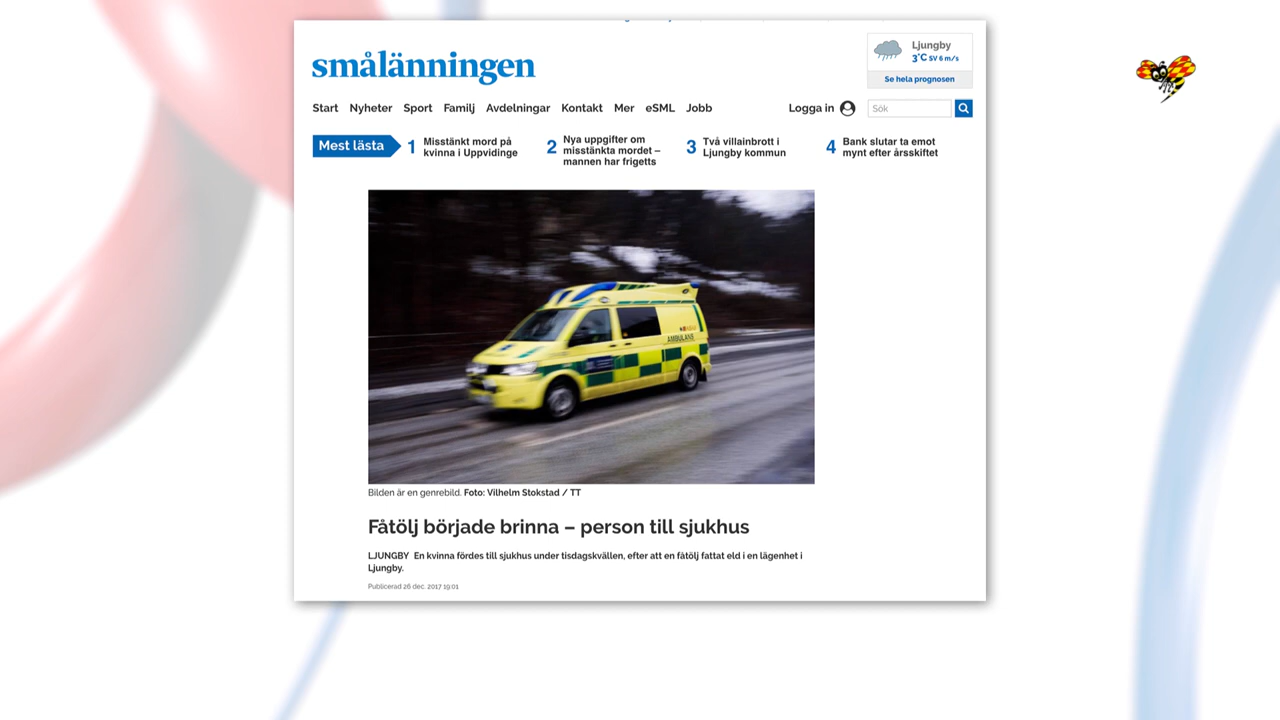 smålänningen
Ljungby
3°C SV 6 m/s
Se hela prognosen
Start Nyheter Sport Familj Avdelningar Kontakt Mer eSML Jobb
Logga in
Sök
Mest lästa
1 Misstänkt mord på
kvinna i Uppvidinge
2 Nya uppgifter om
misstänkta mordet –
mannen har frigetts
3 Två villainbrott i
Ljungby kommun
4 Bank slutar ta emot
mynt efter årsskiftet
AMBULANS
Bilden är en genrebild. Foto: Vilhelm Stokstad / TT
Fåtölj började brinna – person till sjukhus
LJUNGBY En kvinna fördes till sjukhus under tisdagskvällen, efter att en fåtölj fattat eld i en lägenhet i
Ljungby.
Publicerad 26 dec. 2017 19:01